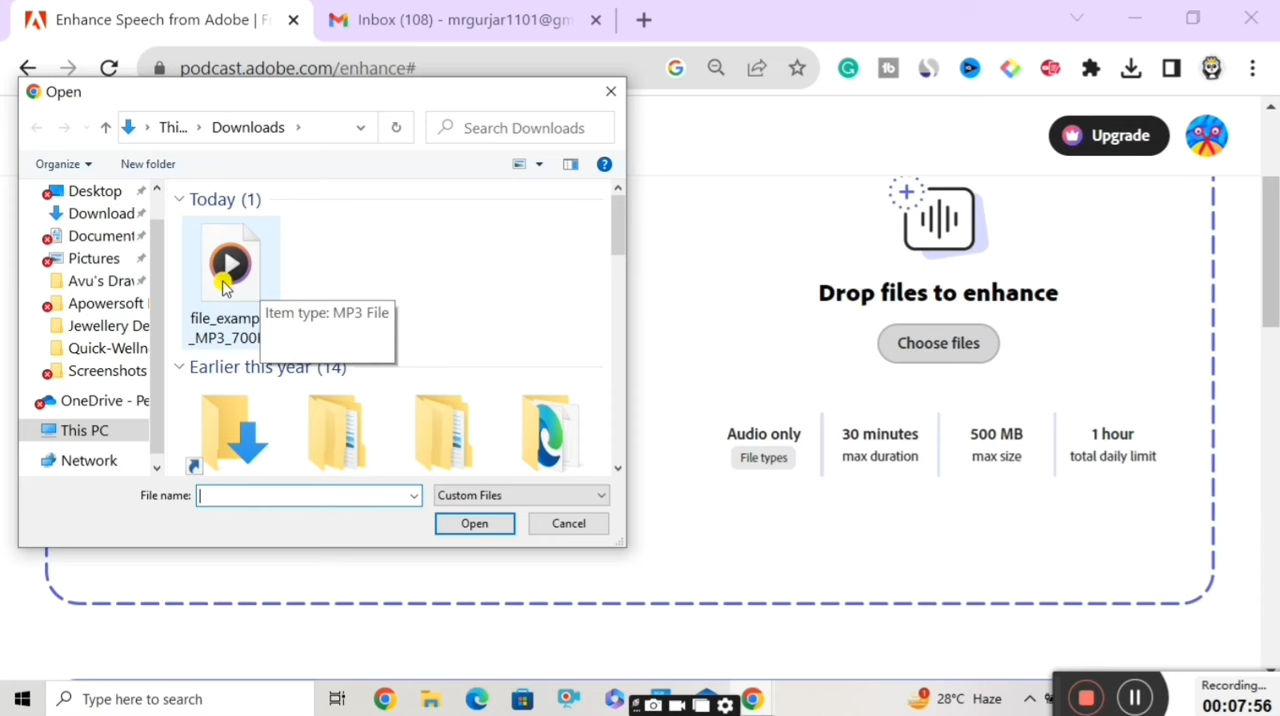 Enhance Speech from Adobe | Fr
Inbox (108) - mrgurjar1101@gm
podcast.adobe.com/enhance#
Open
Thi...
Downloads
Search Downloads
Organize
New folder
Desktop
Download
Document
Pictures
Avu's Dra
Apowersoft
Jewellery De
Quick-Welln
Screenshots
OneDrive - Pe
This PC
Network
Today (1)
file_examp
_MP3_700
Item type: MP3 File
Earlier this year (14)
File name:
Custom Files
Open
Cancel
Upgrade
Drop files to enhance
Choose files
Audio only
File types
30 minutes
max duration
500 MB
max size
1 hour
total daily limit
Type here to search
28°C Haze
Recording...
00:07:56